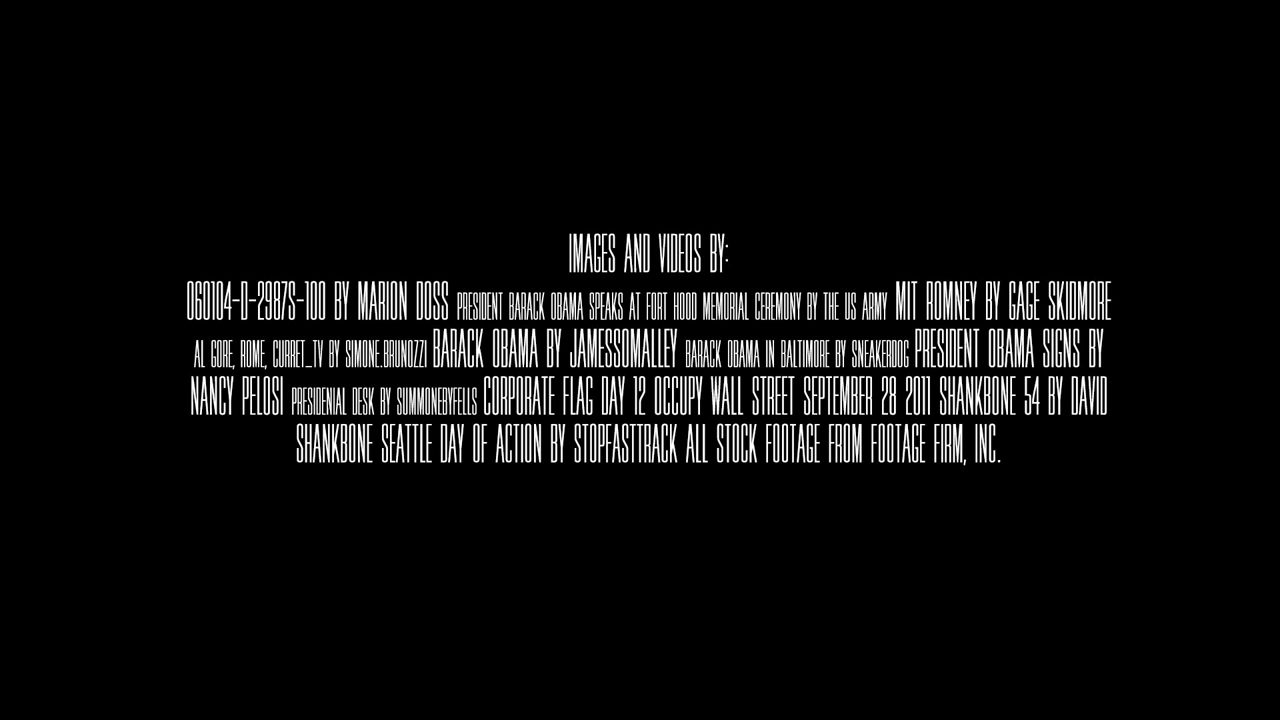 IMAGES AND VIDEOS BY:
060104-D-2987S-100 BY MARION DOSS PRESIDENT BARACK OBAMA SPEAKS AT FORT HOOD MEMORIAL CEREMONY BY THE US ARMY MIT ROMNEY BY GAGE SKIDMORE
AL GORE, ROME, CURRET_TV BY SIMONE.BRUNOZZI BARACK OBAMA BY JAMESSOMALLEY BARACK OBAMA IN BALTIMORE BY SNEAKERDOG PRESIDENT OBAMA SIGNS BY
NANCY PELOSI PRESIDENIAL DESK BY SUMMONEBYFELLS CORPORATE FLAG DAY 12 OCCUPY WALL STREET SEPTEMBER 28 2011 SHANKBONE 54 BY DAVID
SHANKBONE SEATTLE DAY OF ACTION BY STOPFASTTRACK ALL STOCK FOOTAGE FROM FOOTAGE FIRM, INC.